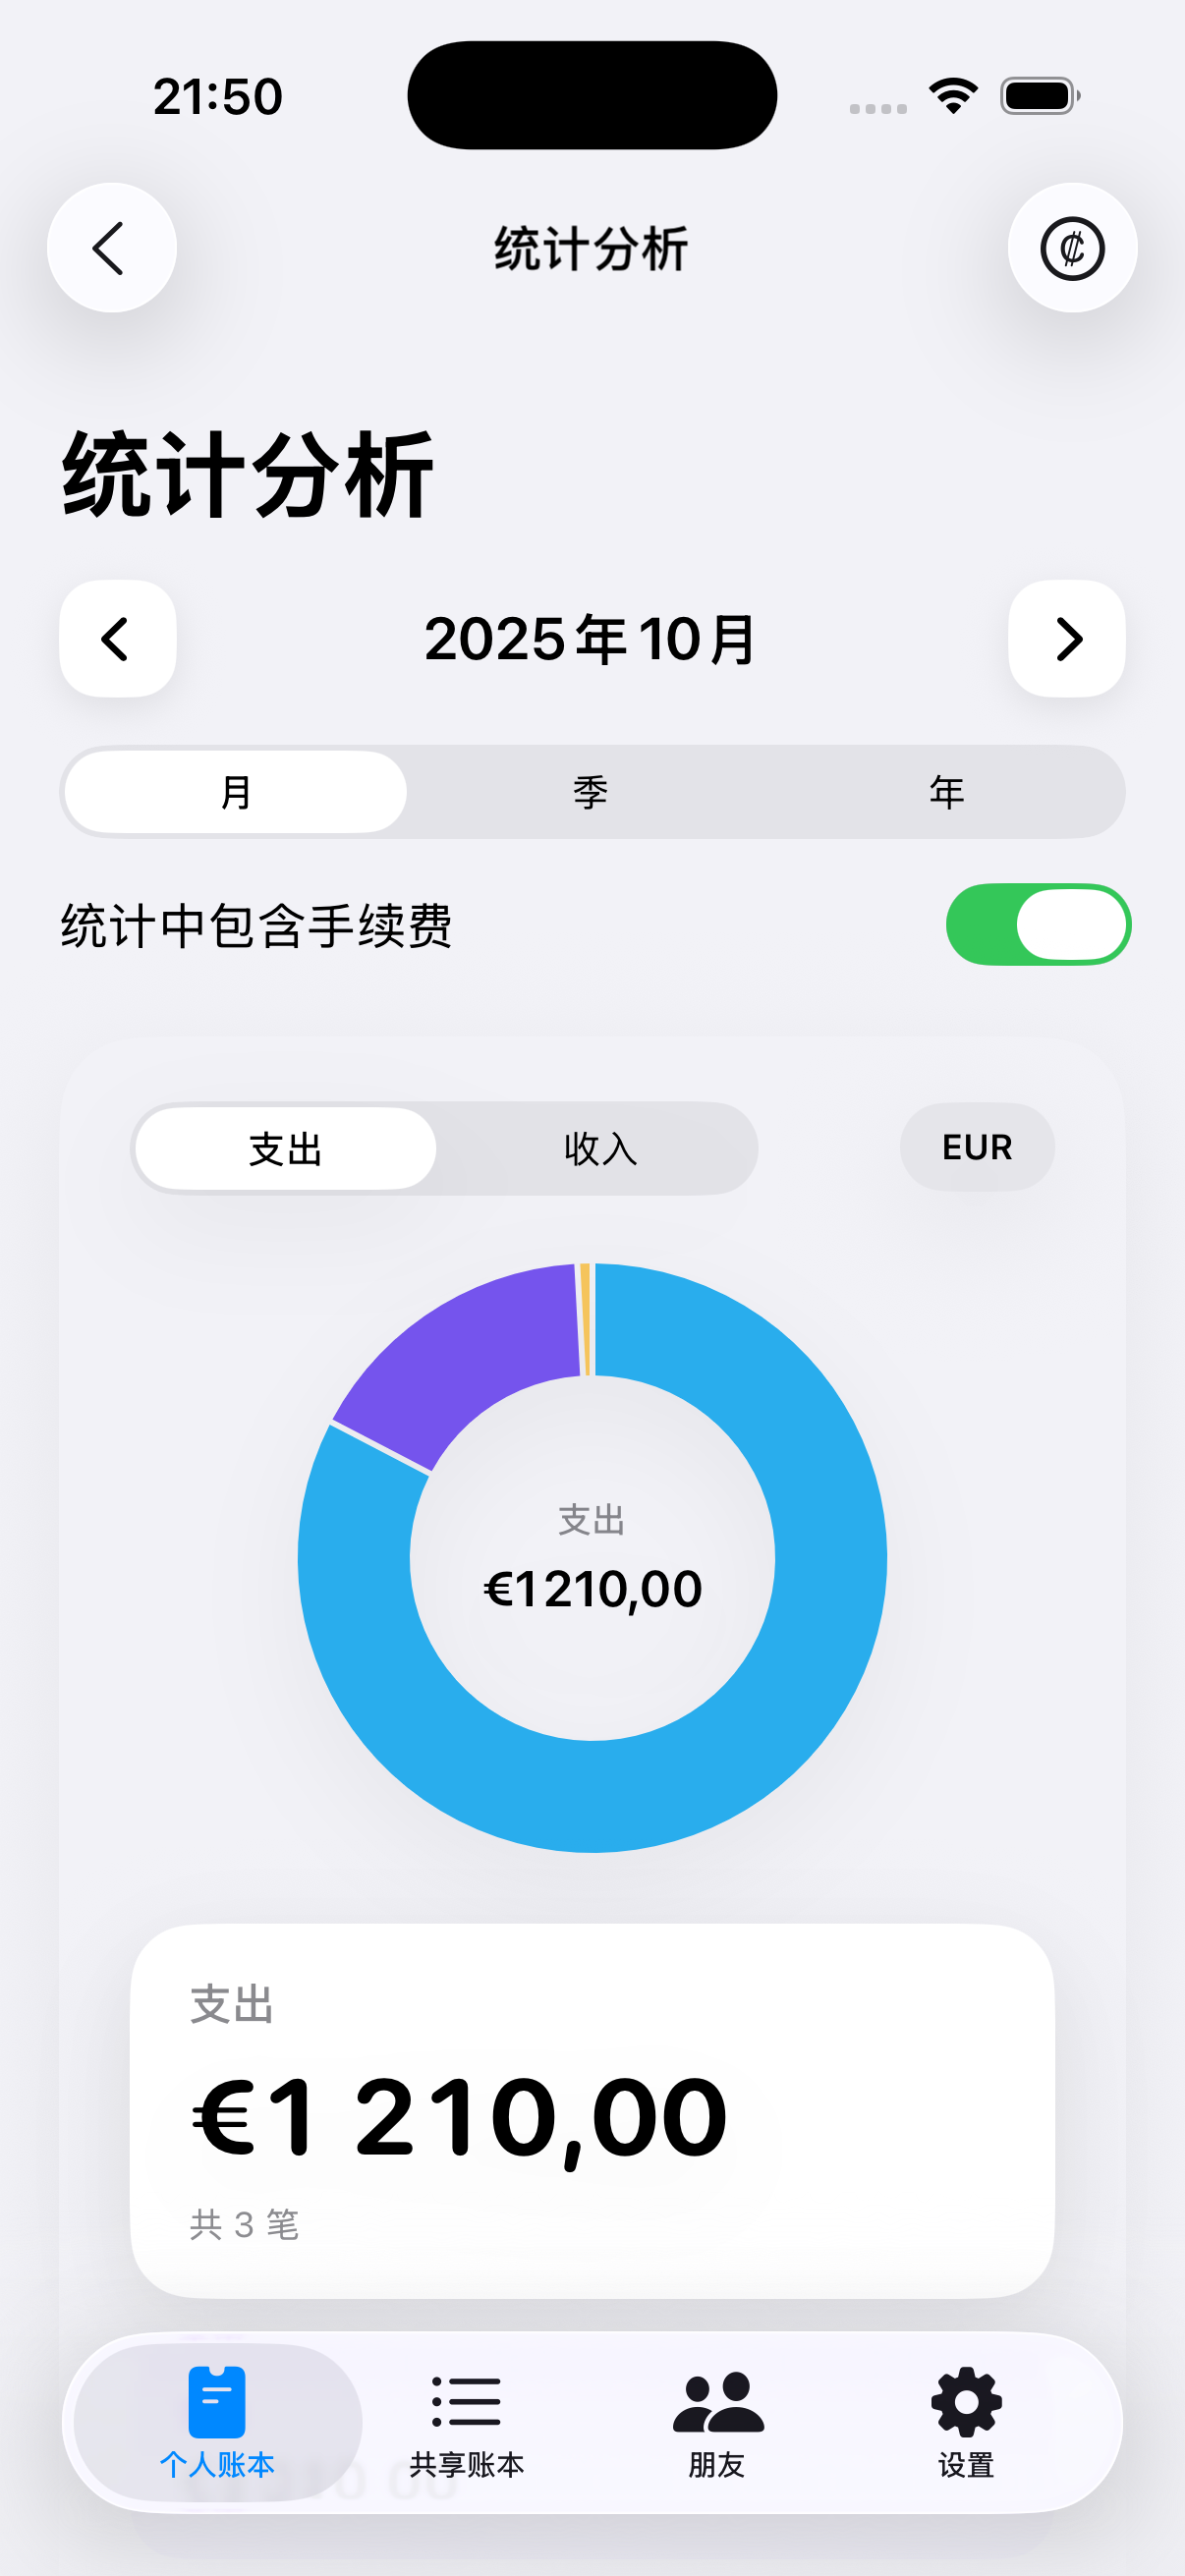 21:50
统计分析
统计分析
2025年10月
月 季 年
统计中包含手续费
支出 收入 EUR
支出
€1 210,00
支出
€1 210,00
共 3 笔
个人账本 共享账本 朋友 设置